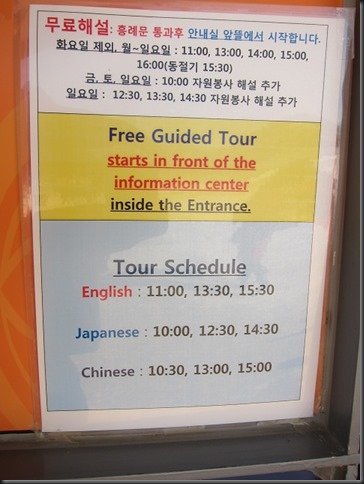 무료해설: 흥례문 통과후 안내실 앞뜰에서 시작합니다.
화요일 제외, 월~일요일 : 11:00, 13:00, 14:00, 15:00,
16:00(동절기 15:30)
금, 토, 일요일 : 10:00 자원봉사 해설 추가
일요일 : 12:30, 13:30, 14:30 자원봉사 해설 추가
Free Guided Tour
starts in front of the
information center
inside the Entrance.
Tour Schedule
English : 11:00, 13:30, 15:30
Japanese : 10:00, 12:30, 14:30
Chinese : 10:30, 13:00, 15:00